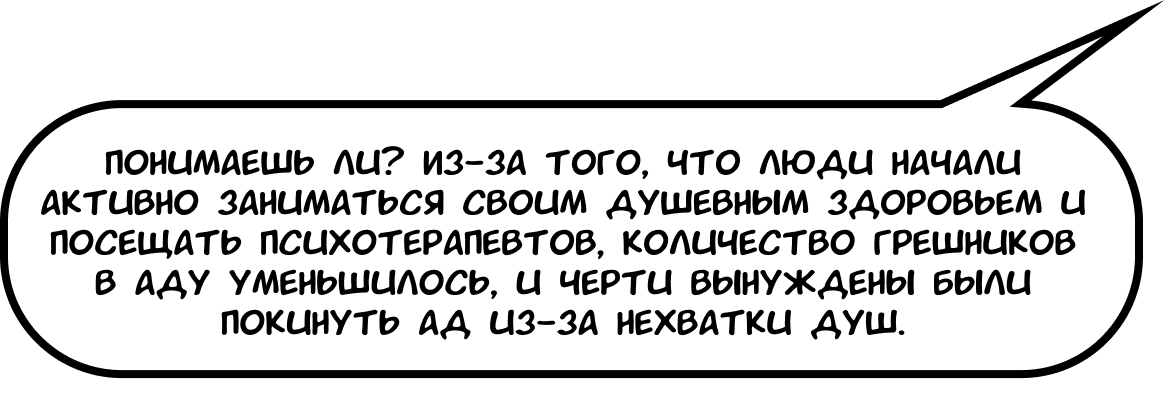 ПОНИМАЕШЬ ЛИ? ИЗ-ЗА ТОГО, ЧТО ЛЮДИ НАЧАЛИ
АКТИВНО ЗАНИМАТЬСЯ СВОИМ ДУШЕВНЫМ ЗДОРОВЬЕМ И
ПОСЕЩАТЬ ПСИХОТЕРАПЕВТОВ, КОЛИЧЕСТВО ГРЕШНИКОВ
В АДУ УМЕНЬШИЛОСЬ, И ЧЕРТИ ВЫНУЖДЕНЫ БЫЛИ
ПОКИНУТЬ АД ИЗ-ЗА НЕХВАТКИ ДУШ.